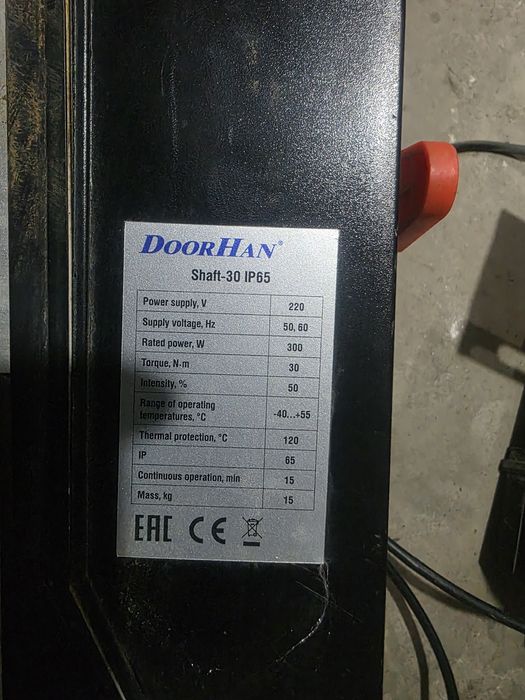 DOORHAN®
Shaft-30 IP65
Power supply, V 220
Supply voltage, Hz 50, 60
Rated power, W 300
Torque, N·m 30
Intensity, % 50
Range of operating
temperatures, °C -40...+55
Thermal protection, °C 120
IP 65
Continuous operation, min 15
Mass, kg 15
EAC CE